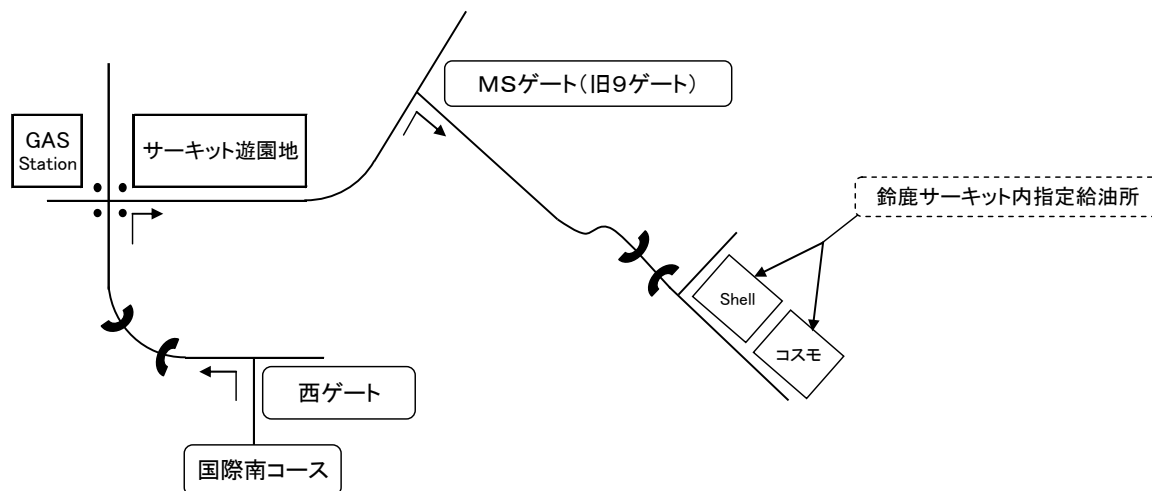 MSゲート(旧9ゲート)
GAS
Station
サーキット遊園地
鈴鹿サーキット内指定給油所
Shell
コスモ
西ゲート
国際南コース